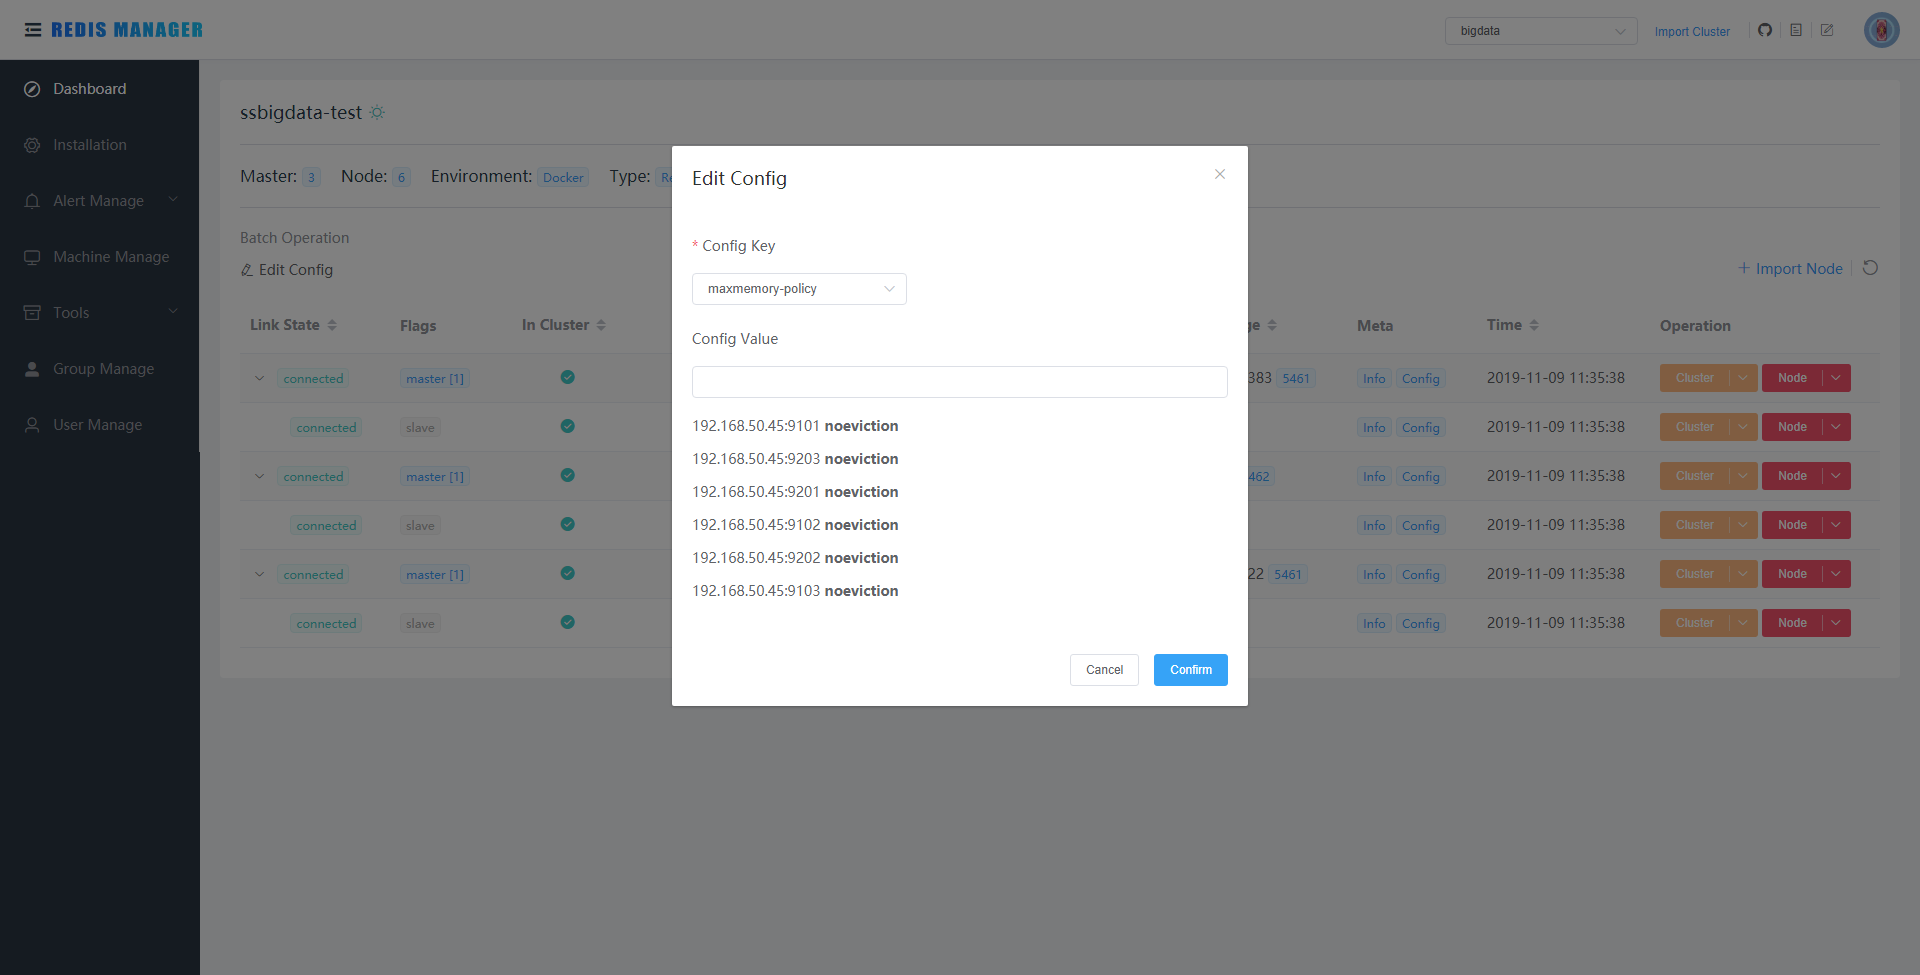 REDIS MANAGER
bigdata
Import Cluster
Dashboard
Installation
Alert Manage
Machine Manage
Tools
Group Manage
User Manage
ssbigdata-test
Master: 3 Node: 6 Environment: Docker Type:
Batch Operation
Edit Config
Import Node
Link State Flags In Cluster Meta Time Operation
connected master [1] 383 5461 Info Config 2019-11-09 11:35:38 Cluster Node
connected slave Info Config 2019-11-09 11:35:38 Cluster Node
connected master [1] 462 Info Config 2019-11-09 11:35:38 Cluster Node
connected slave Info Config 2019-11-09 11:35:38 Cluster Node
connected master [1] 22 5461 Info Config 2019-11-09 11:35:38 Cluster Node
connected slave Info Config 2019-11-09 11:35:38 Cluster Node
Edit Config
* Config Key
maxmemory-policy
Config Value
192.168.50.45:9101 noeviction
192.168.50.45:9203 noeviction
192.168.50.45:9201 noeviction
192.168.50.45:9102 noeviction
192.168.50.45:9202 noeviction
192.168.50.45:9103 noeviction
Cancel
Confirm